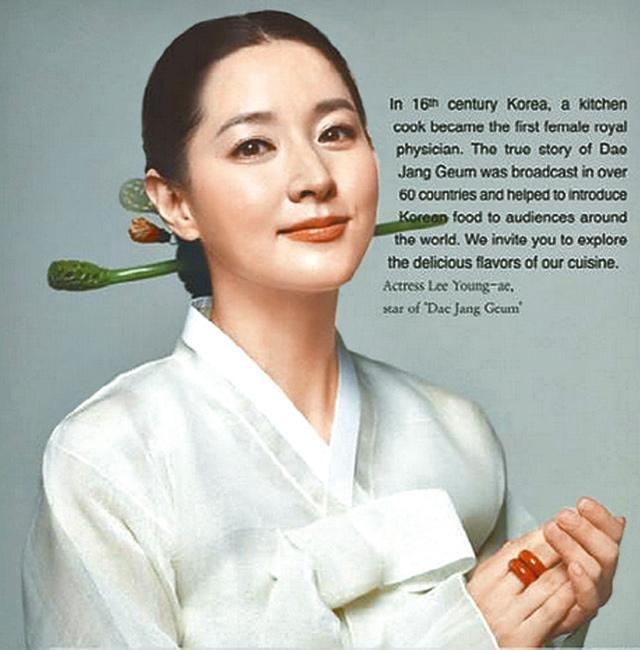 In 16th century Korea, a kitchen
cook became the first female royal
physician. The true story of Dae
Jang Geum was broadcast in over
60 countries and helped to introduce
Korean food to audiences around
the world. We invite you to explore
the delicious flavors of our cuisine.
Actress Lee Young-ae,
star of "Dae Jang Geum"